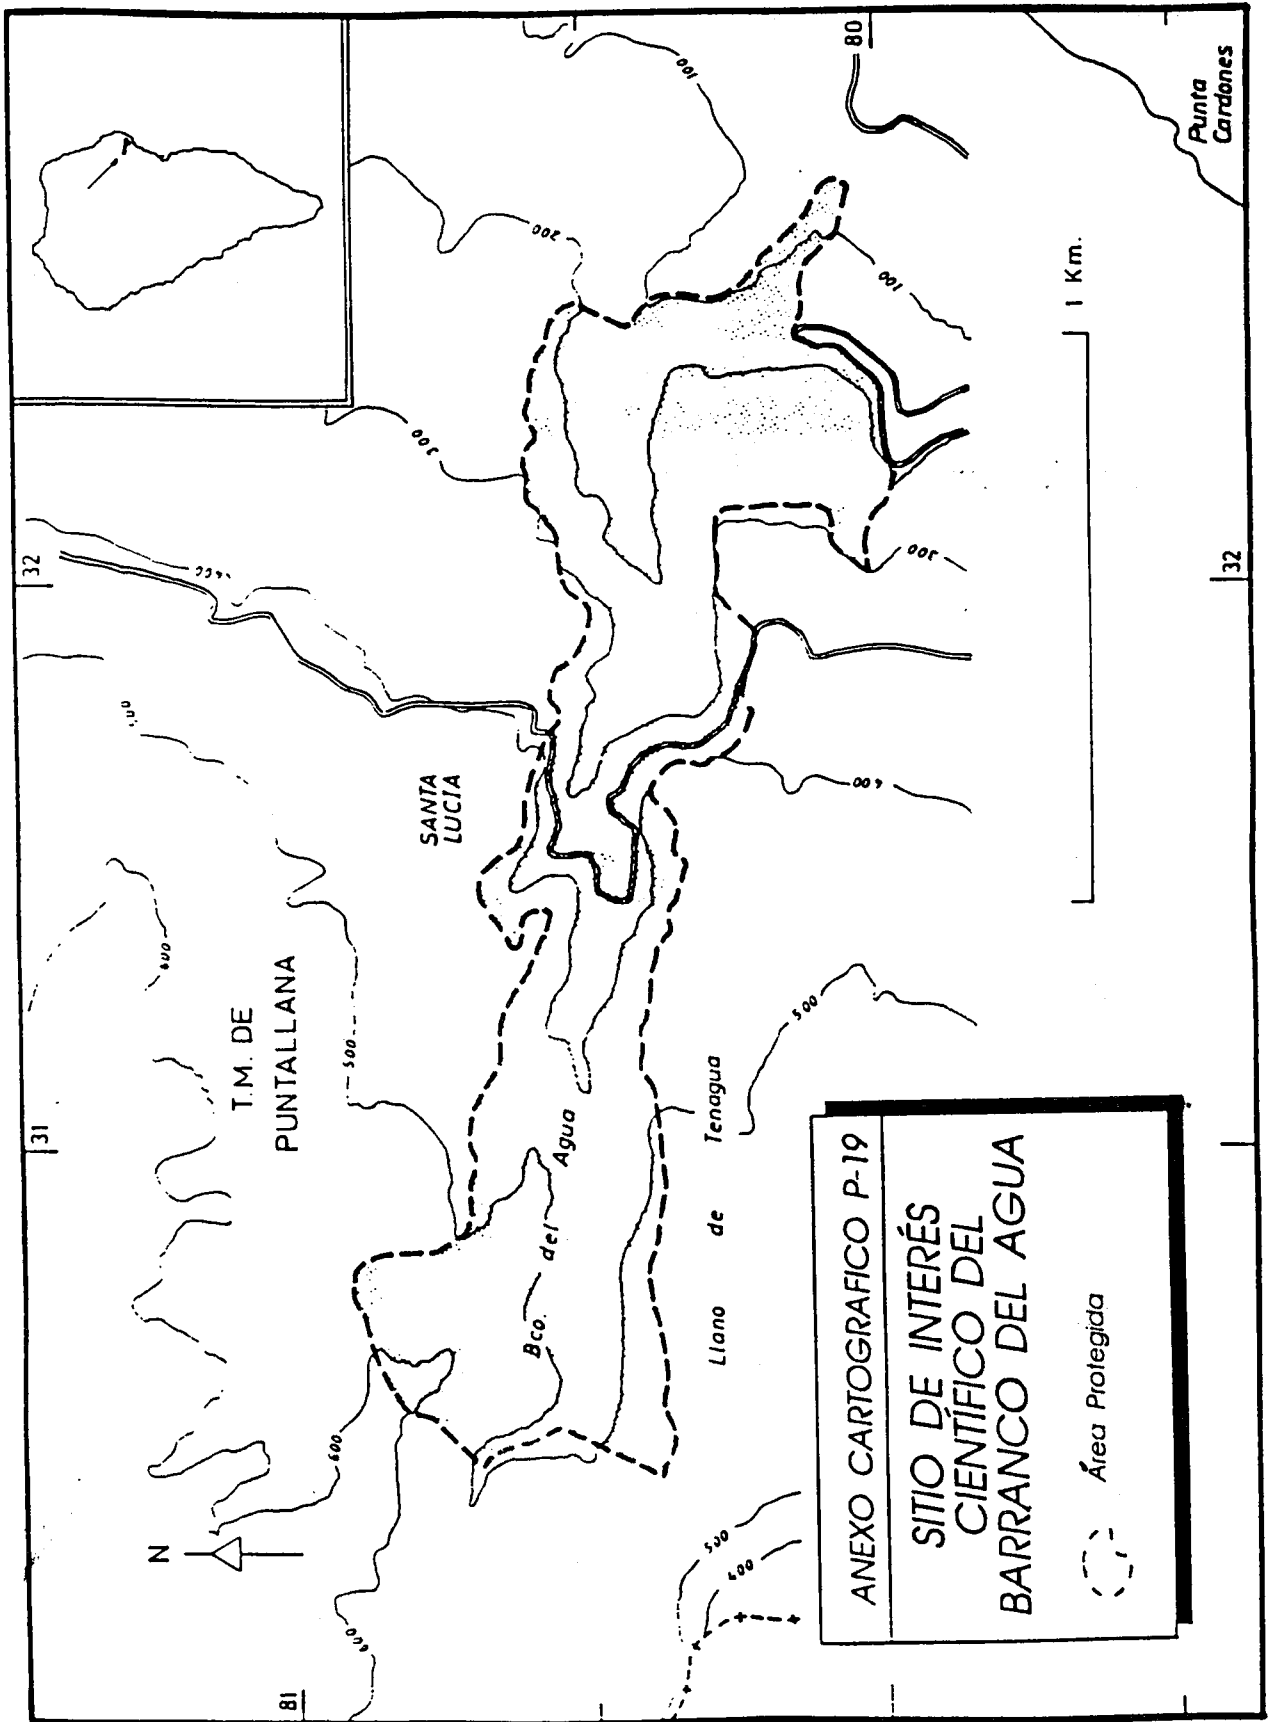 81
31
32
80
31
32
N
T.M. DE
PUNTALLANA
SANTA
LUCIA
Bco.
del
Agua
Llano
de
Tenagua
Punta
Cardones
600
600
600
500
500
500
400
400
300
300
200
100
100
1 Km.
ANEXO CARTOGRAFICO P-19
SITIO DE INTERÉS
CIENTÍFICO DEL
BARRANCO DEL AGUA
Área Protegida